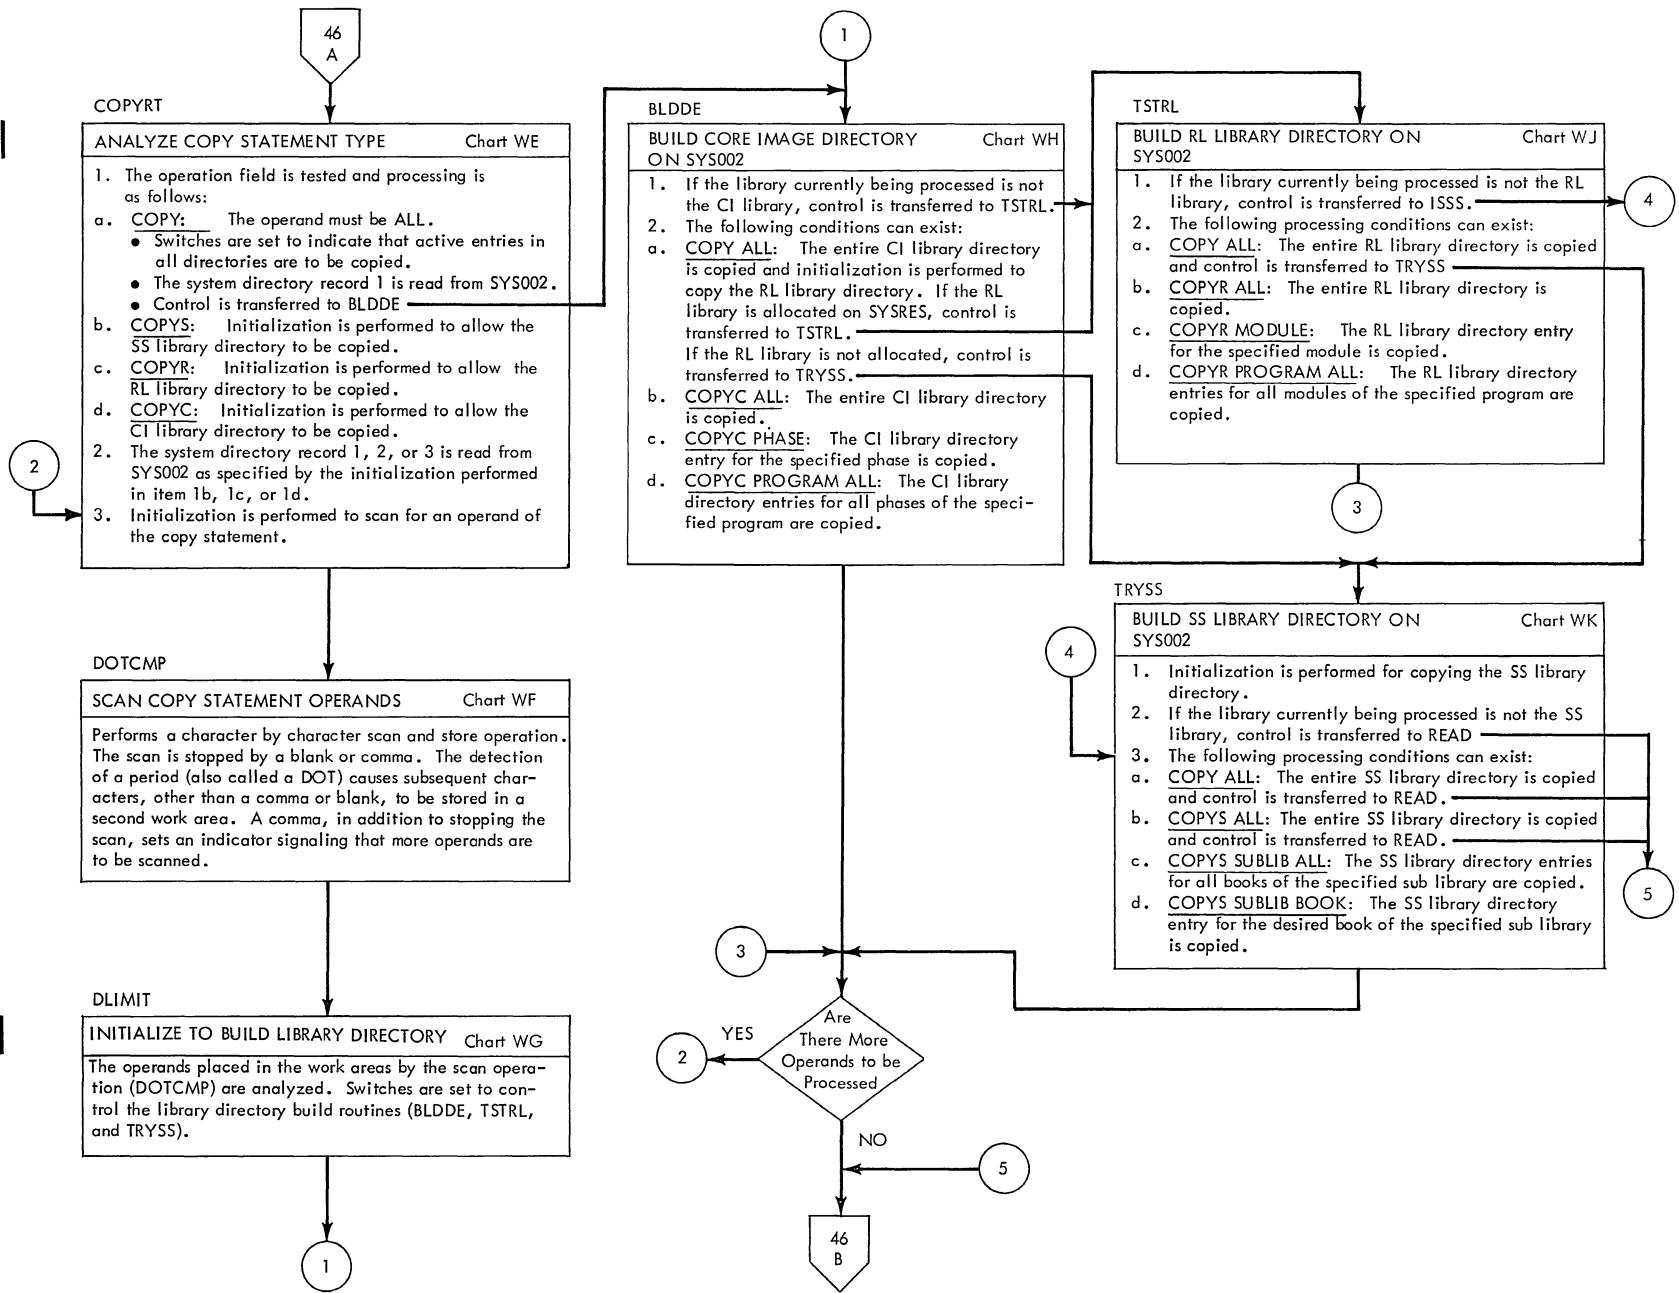 46
A
COPYRT
ANALYZE COPY STATEMENT TYPE Chart WE
1. The operation field is tested and processing is
as follows:
a. COPY: The operand must be ALL.
• Switches are set to indicate that active entries in
all directories are to be copied.
• The system directory record 1 is read from SYS002.
• Control is transferred to BLDDE
b. COPYS: Initialization is performed to allow the
SS library directory to be copied.
c. COPYR: Initialization is performed to allow the
RL library directory to be copied.
d. COPYC: Initialization is performed to allow the
CI library directory to be copied.
2. The system directory record 1, 2, or 3 is read from
SYS002 as specified by the initialization performed
in item 1b, 1c, or 1d.
3. Initialization is performed to scan for an operand of
the copy statement.
2
DOTCMP
SCAN COPY STATEMENT OPERANDS Chart WF
Performs a character by character scan and store operation.
The scan is stopped by a blank or comma. The detection
of a period (also called a DOT) causes subsequent char-
acters, other than a comma or blank, to be stored in a
second work area. A comma, in addition to stopping the
scan, sets an indicator signaling that more operands are
to be scanned.
DLIMIT
INITIALIZE TO BUILD LIBRARY DIRECTORY Chart WG
The operands placed in the work areas by the scan opera-
tion (DOTCMP) are analyzed. Switches are set to con-
trol the library directory build routines (BLDDE, TSTRL,
and TRYSS).
1
1
BLDDE
BUILD CORE IMAGE DIRECTORY Chart WH
ON SYS002
1. If the library currently being processed is not
the CI library, control is transferred to TSTRL.
2. The following conditions can exist:
a. COPY ALL: The entire CI library directory
is copied and initialization is performed to
copy the RL library directory. If the RL
library is allocated on SYSRES, control is
transferred to TSTRL.
If the RL library is not allocated, control is
transferred to TRYSS.
b. COPYC ALL: The entire CI library directory
is copied.
c. COPYC PHASE: The CI library directory
entry for the specified phase is copied.
d. COPYC PROGRAM ALL: The CI library
directory entries for all phases of the speci-
fied program are copied.
3
Are
There More
Operands to be
Processed
YES
2
NO
5
46
B
TSTRL
BUILD RL LIBRARY DIRECTORY ON Chart WJ
SYS002
1. If the library currently being processed is not the RL
library, control is transferred to ISSS.
2. The following processing conditions can exist:
a. COPY ALL: The entire RL library directory is copied
and control is transferred to TRYSS
b. COPYR ALL: The entire RL library directory is
copied.
c. COPYR MODULE: The RL library directory entry
for the specified module is copied.
d. COPYR PROGRAM ALL: The RL library directory
entries for all modules of the specified program are
copied.
4
3
TRYSS
BUILD SS LIBRARY DIRECTORY ON Chart WK
SYS002
4
1. Initialization is performed for copying the SS library
directory.
2. If the library currently being processed is not the SS
library, control is transferred to READ
3. The following processing conditions can exist:
a. COPY ALL: The entire SS library directory is copied
and control is transferred to READ.
b. COPYS ALL: The entire SS library directory is copied
and control is transferred to READ.
c. COPYS SUBLIB ALL: The SS library directory entries
for all books of the specified sub library are copied.
d. COPYS SUBLIB BOOK: The SS library directory
entry for the desired book of the specified sub library
is copied.
5